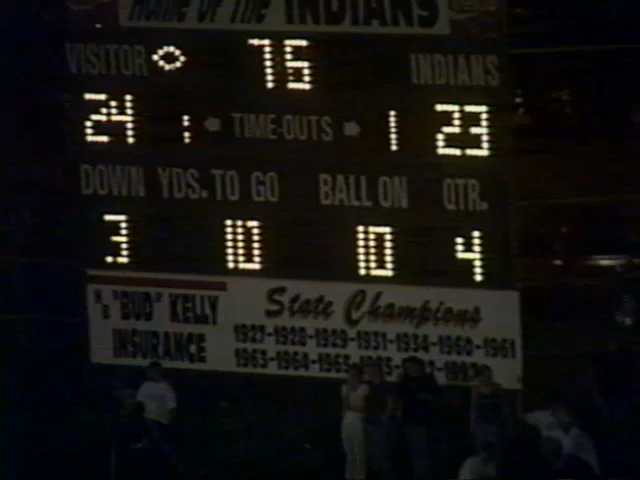 Home of the INDIANS
VISITOR 76 INDIANS
24 1 TIME-OUTS 1 23
DOWN YDS. TO GO BALL ON QTR.
3 10 10 4
"BUD" KELLY
INSURANCE
State Champions
1927-1928-1929-1931-1934-1960-1961
1963-1964-1965